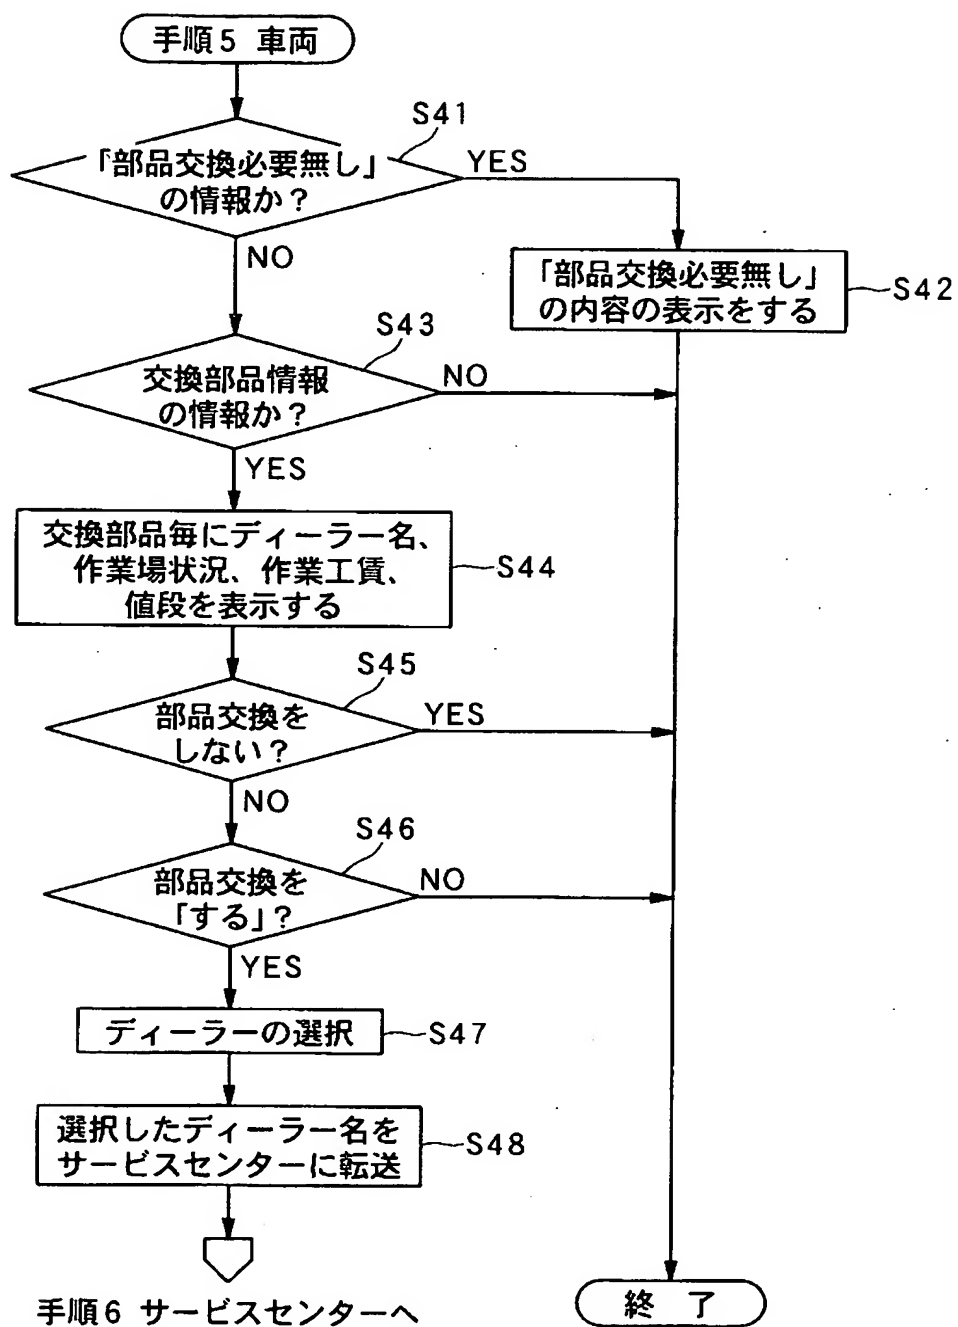 手順5 車両
S41
「部品交換必要無し」
の情報か？
YES
NO
「部品交換必要無し」
の内容の表示をする
S42
S43
交換部品情報
の情報か？
NO
YES
交換部品毎にディーラー名、
作業場状況、作業工賃、
値段を表示する
S44
S45
部品交換を
しない？
YES
NO
S46
部品交換を
「する」？
NO
YES
ディーラーの選択
S47
選択したディーラー名を
サービスセンターに転送
S48
手順6 サービスセンターへ
終 了